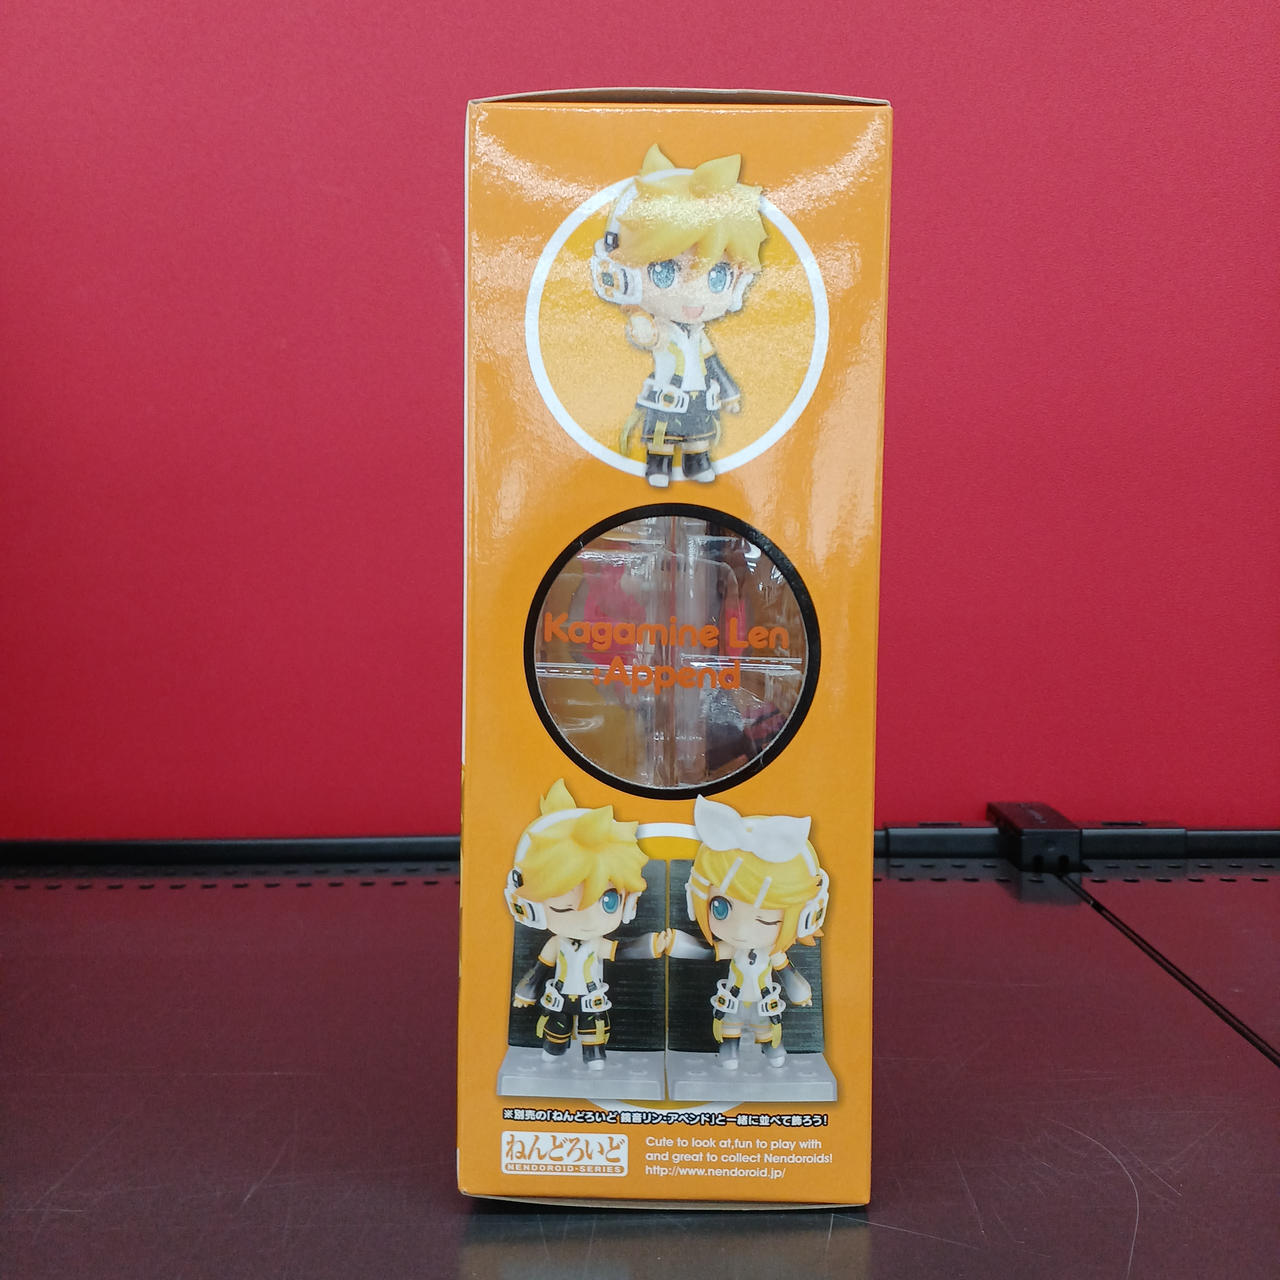 Kagamine Len
:Append
※別売の「ねんどろいど 鏡音リン・アペンド」と一緒に並べて飾ろう!
ねんどろいど
NENDOROID-SERIES
Cute to look at,fun to play with
and great to collect Nendoroids!
http://www.nendoroid.jp/